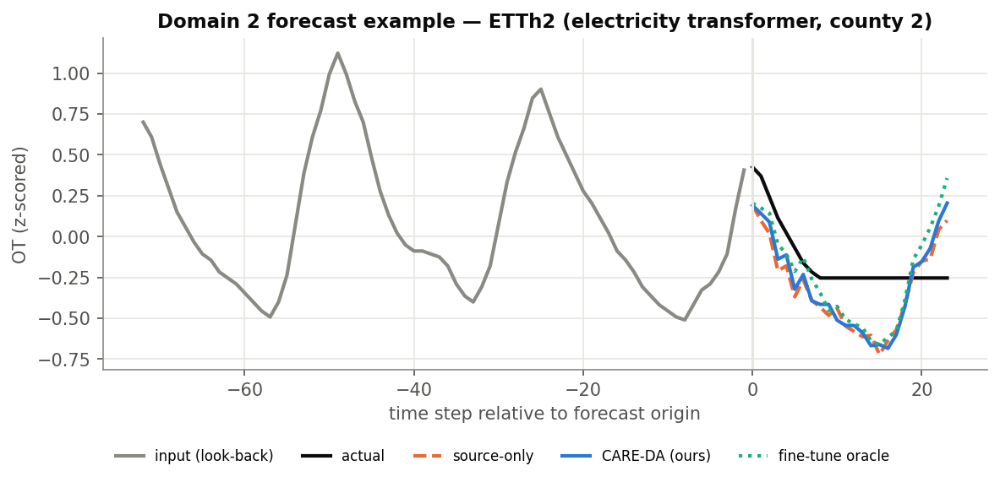 Domain 2 forecast example — ETTh2 (electricity transformer, county 2)
OT (z-scored)
1.00
0.75
0.50
0.25
0.00
−0.25
−0.50
−0.75
−60 −40 −20 0 20
time step relative to forecast origin
input (look-back) actual source-only CARE-DA (ours) fine-tune oracle